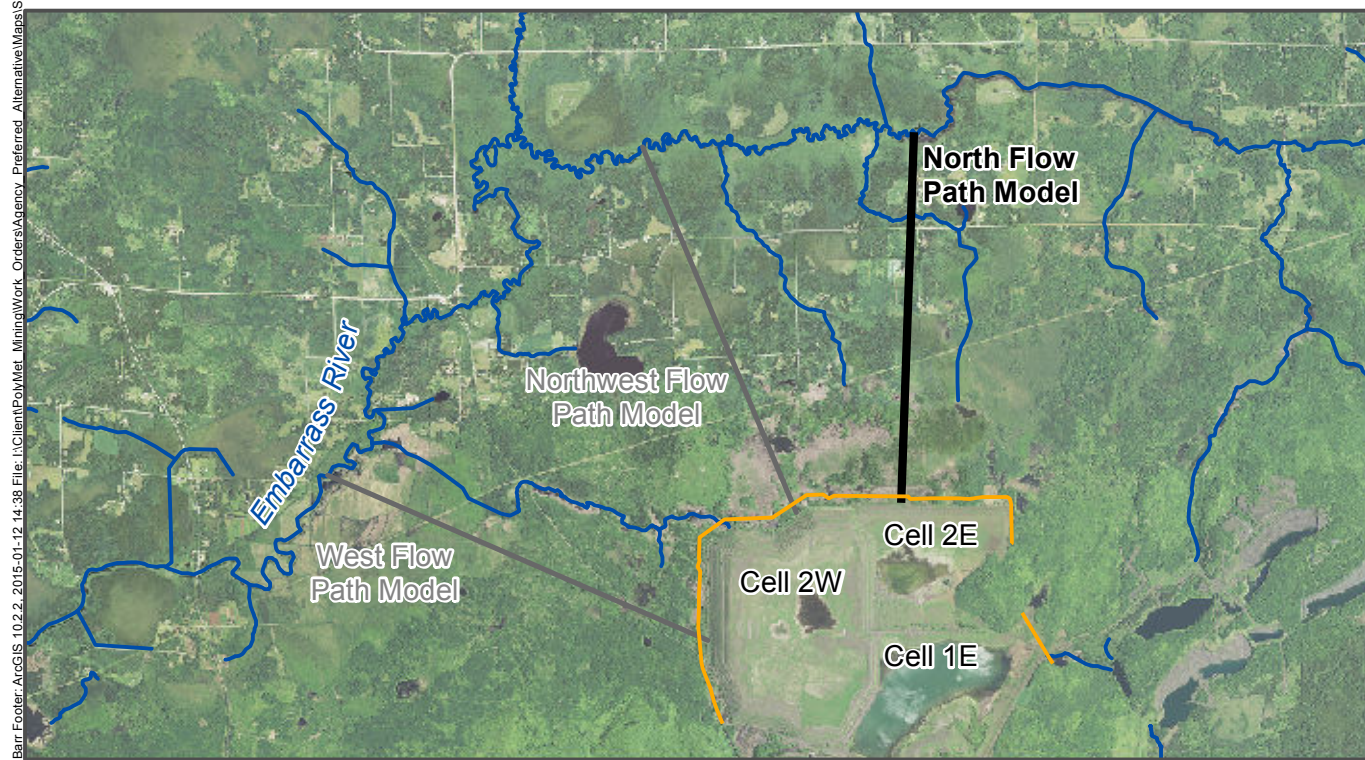 Barr Footer: ArcGIS 10.2.2, 2015-01-12 14:38 File: I:\Client\PolyMet_Mining\Work_Orders\Agency_Preferred_Alternative\Maps\S
North Flow
Path Model
Northwest Flow
Path Model
Embarrass River
West Flow
Path Model
Cell 2E
Cell 2W
Cell 1E